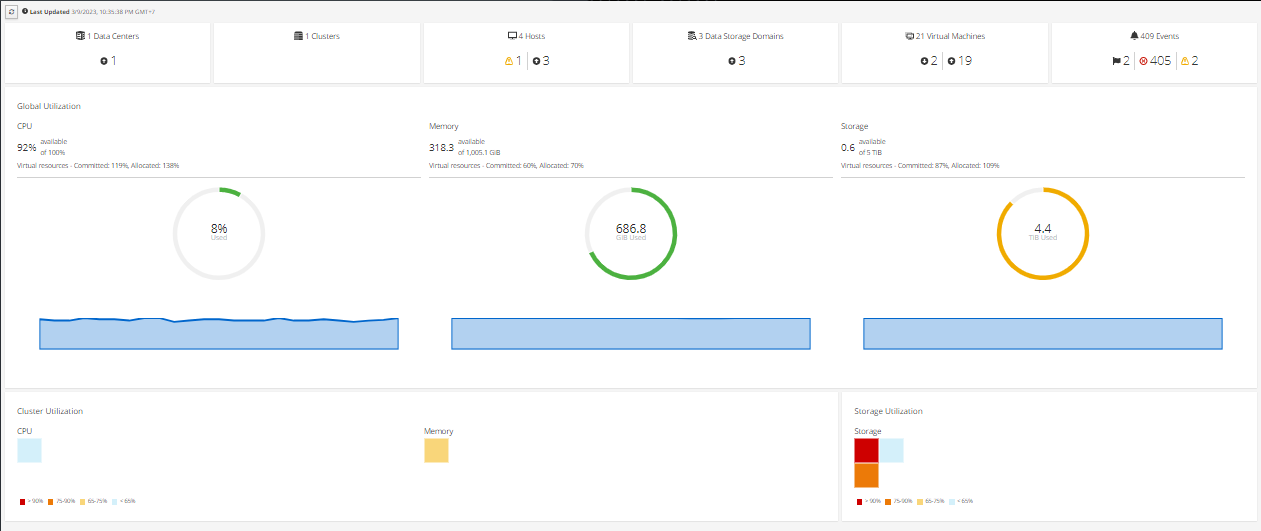 Last Updated 3/9/2023, 10:35:38 PM GMT+7
1 Data Centers
1
1 Clusters
4 Hosts
1 3
3 Data Storage Domains
3
21 Virtual Machines
2 19
409 Events
2 405 2
Global Utilization
CPU
92% available
of 100%
Virtual resources - Committed: 119%, Allocated: 138%
8%
Used
Memory
318.3 available
of 1,005.1 GiB
Virtual resources - Committed: 60%, Allocated: 70%
686.8
GiB Used
Storage
0.6 available
of 5 TiB
Virtual resources - Committed: 87%, Allocated: 109%
4.4
TiB Used
Cluster Utilization
CPU
Memory
> 90% 75-90% 65-75% < 65%
Storage Utilization
Storage
> 90% 75-90% 65-75% < 65%